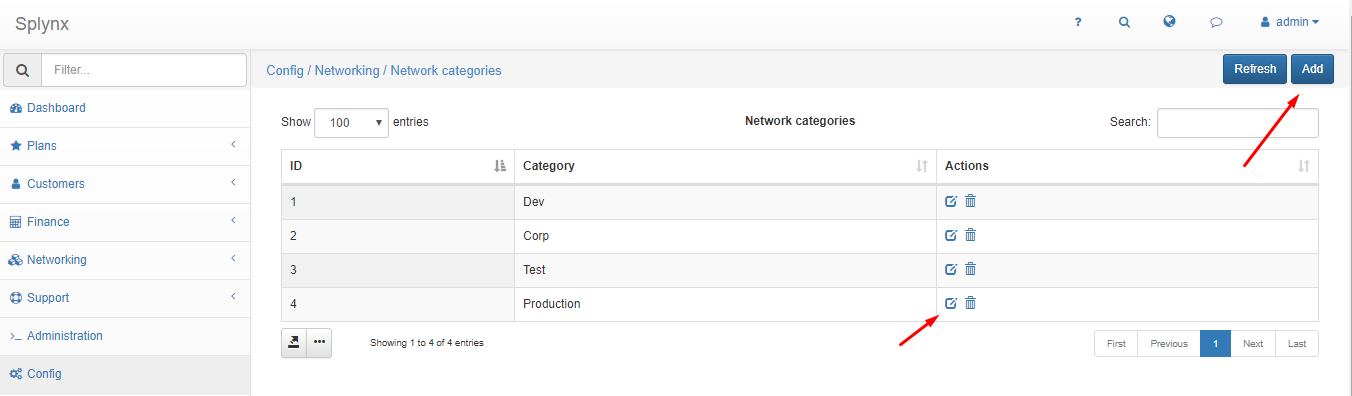 Splynx
? admin
Filter...
Config / Networking / Network categories
Refresh Add
Dashboard
Plans
Customers
Finance
Networking
Support
Administration
Config
Show 100 entries
Network categories
Search:
ID Category Actions
1 Dev
2 Corp
3 Test
4 Production
Showing 1 to 4 of 4 entries
First Previous 1 Next Last